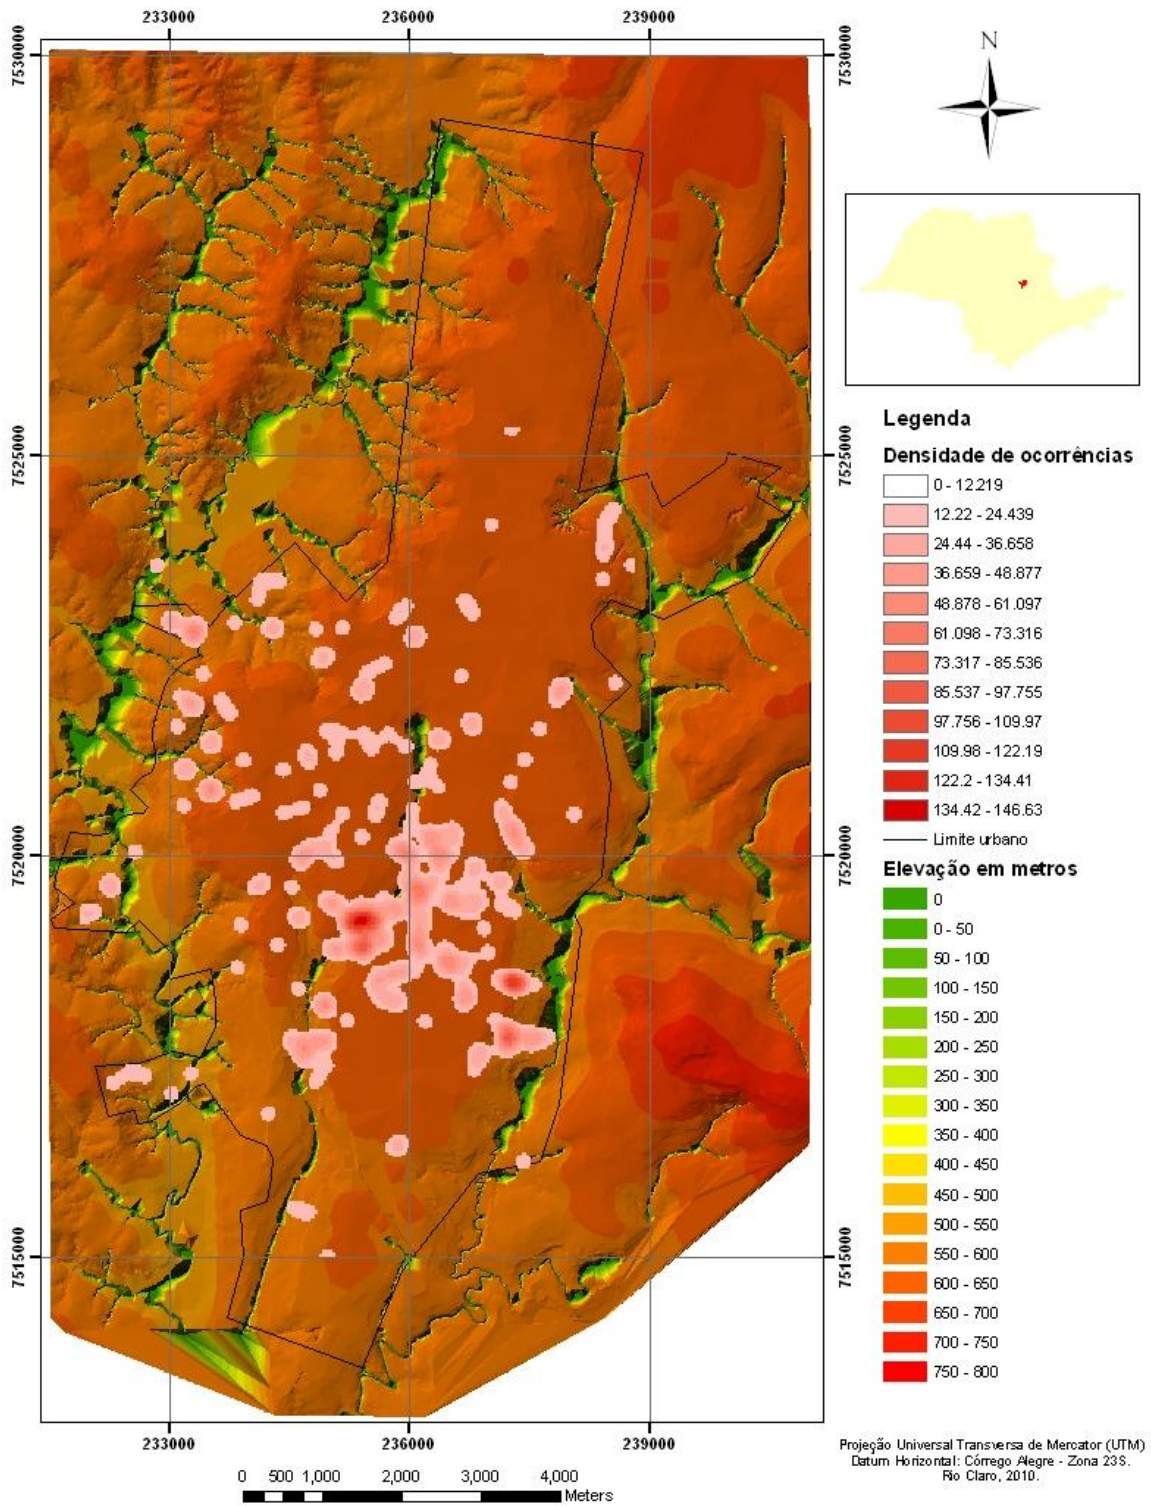 233000 236000 239000
7530000 7530000
N
7525000 7525000
Legenda
Densidade de ocorrências
0 - 12.219
12.22 - 24.439
24.44 - 36.658
36.659 - 48.877
48.878 - 61.097
61.098 - 73.316
73.317 - 85.536
85.537 - 97.755
97.756 - 109.97
109.98 - 122.19
122.2 - 134.41
134.42 - 146.63
Limite urbano
7520000 7520000
Elevação em metros
0
0 - 50
50 - 100
100 - 150
150 - 200
200 - 250
250 - 300
300 - 350
350 - 400
400 - 450
450 - 500
500 - 550
550 - 600
600 - 650
650 - 700
700 - 750
750 - 800
7515000 7515000
233000 236000 239000
0 500 1,000 2,000 3,000 4,000
Meters
Projeção Universal Transversa de Mercator (UTM)
Datum Horizontal: Córrego Alegre - Zona 23S.
Rio Claro, 2010.